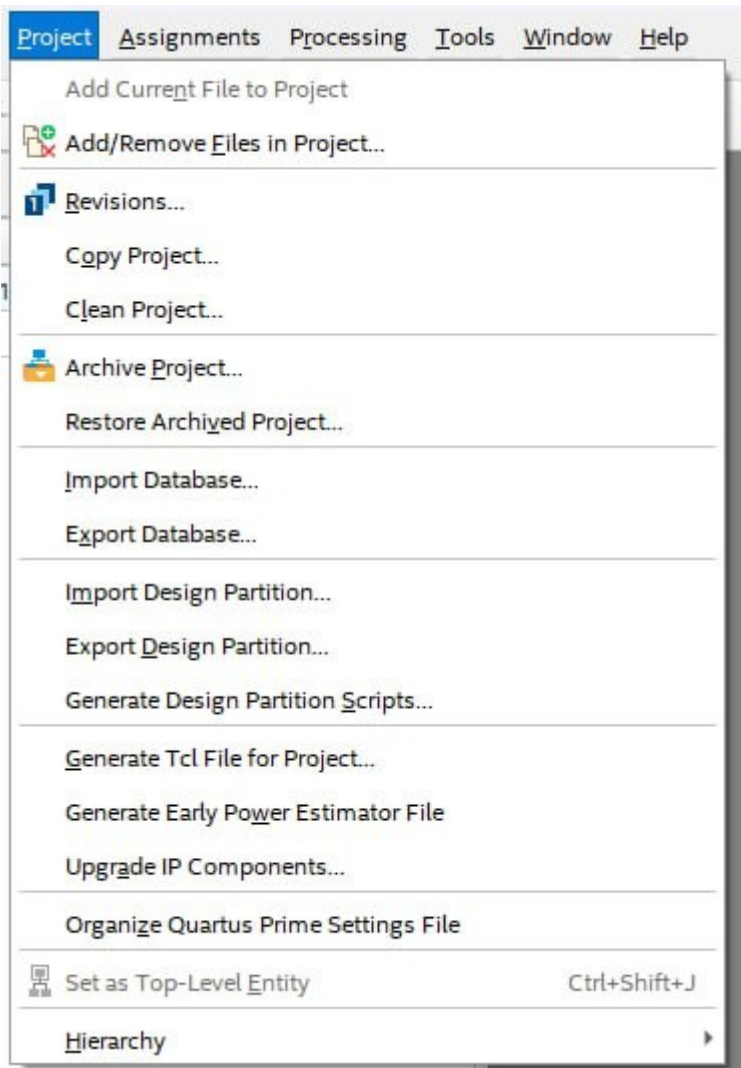 Project Assignments Processing Tools Window Help
Add Current File to Project
Add/Remove Files in Project...
1 Revisions...
Copy Project...
Clean Project...
Archive Project...
Restore Archived Project...
Import Database...
Export Database...
Import Design Partition...
Export Design Partition...
Generate Design Partition Scripts...
Generate Tcl File for Project...
Generate Early Power Estimator File
Upgrade IP Components...
Organize Quartus Prime Settings File
Set as Top-Level Entity Ctrl+Shift+J
Hierarchy